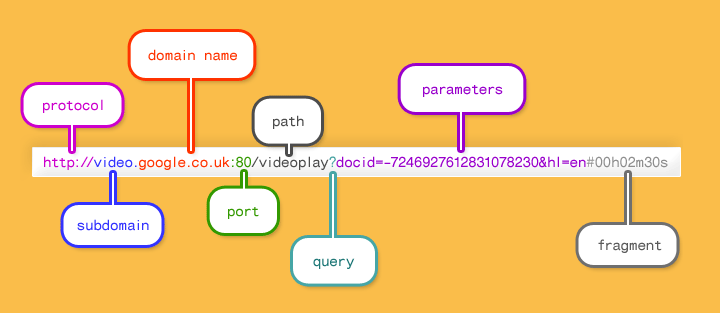 domain name
protocol
path
parameters
http://video.google.co.uk:80/videoplay?docid=-7246927612831078230&hl=en#00h02m30s
subdomain
port
query
fragment